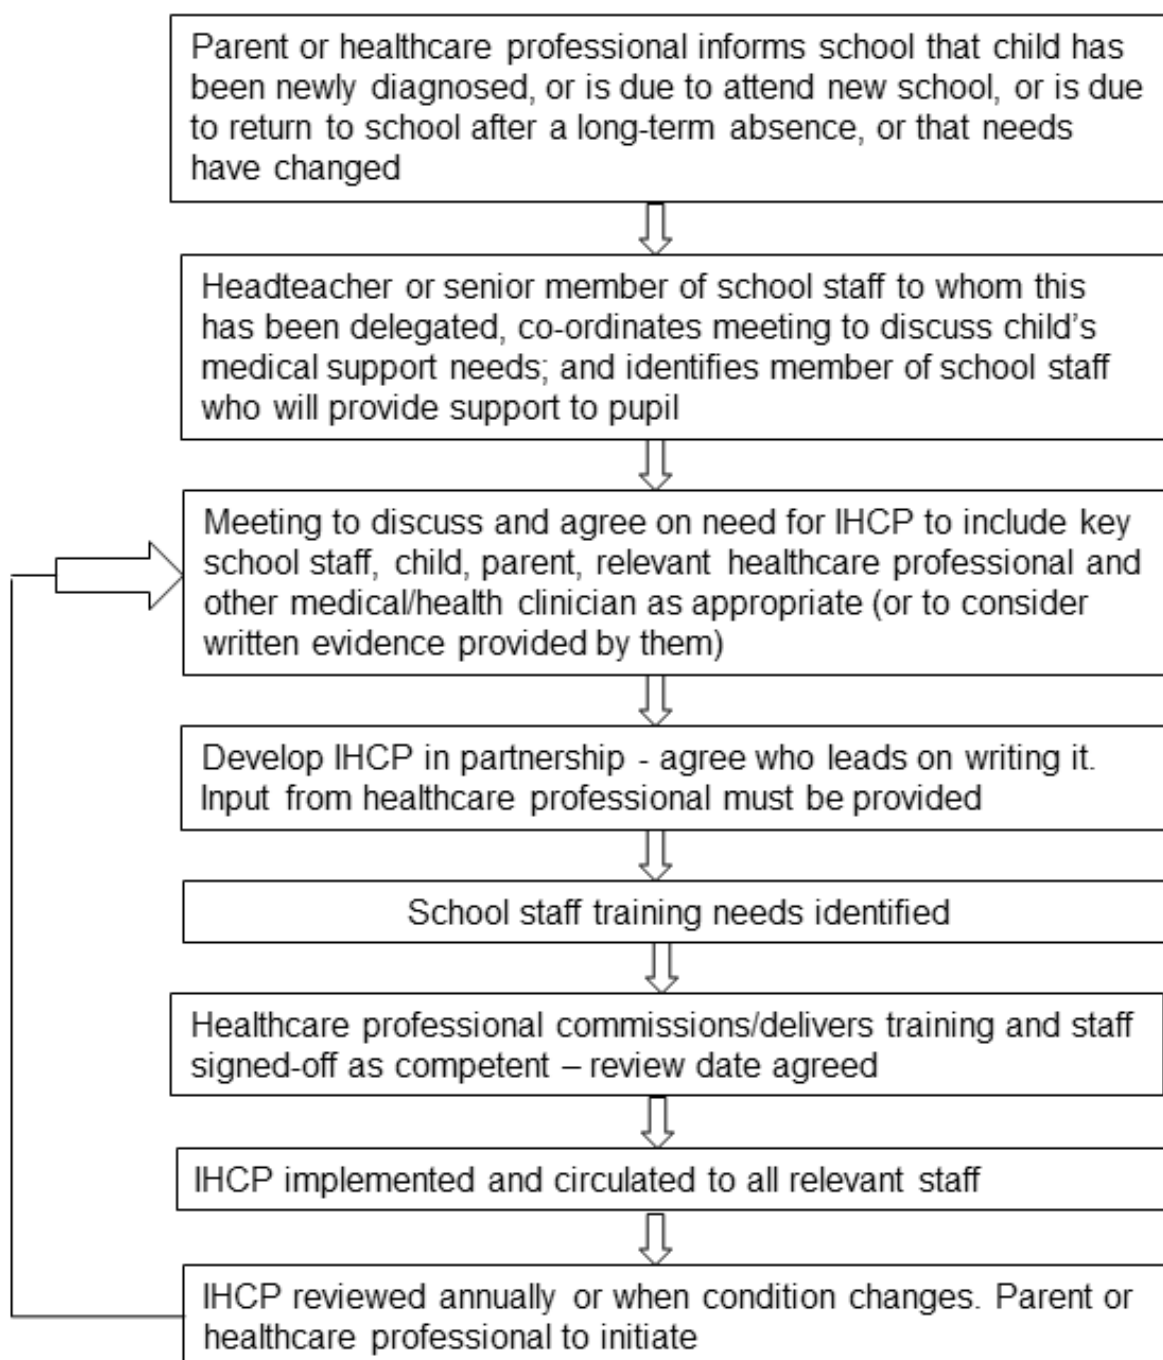 Parent or healthcare professional informs school that child has
been newly diagnosed, or is due to attend new school, or is due
to return to school after a long-term absence, or that needs
have changed
Headteacher or senior member of school staff to whom this
has been delegated, co-ordinates meeting to discuss child's
medical support needs; and identifies member of school staff
who will provide support to pupil
Meeting to discuss and agree on need for IHCP to include key
school staff, child, parent, relevant healthcare professional and
other medical/health clinician as appropriate (or to consider
written evidence provided by them)
Develop IHCP in partnership - agree who leads on writing it.
Input from healthcare professional must be provided
School staff training needs identified
Healthcare professional commissions/delivers training and staff
signed-off as competent – review date agreed
IHCP implemented and circulated to all relevant staff
IHCP reviewed annually or when condition changes. Parent or
healthcare professional to initiate